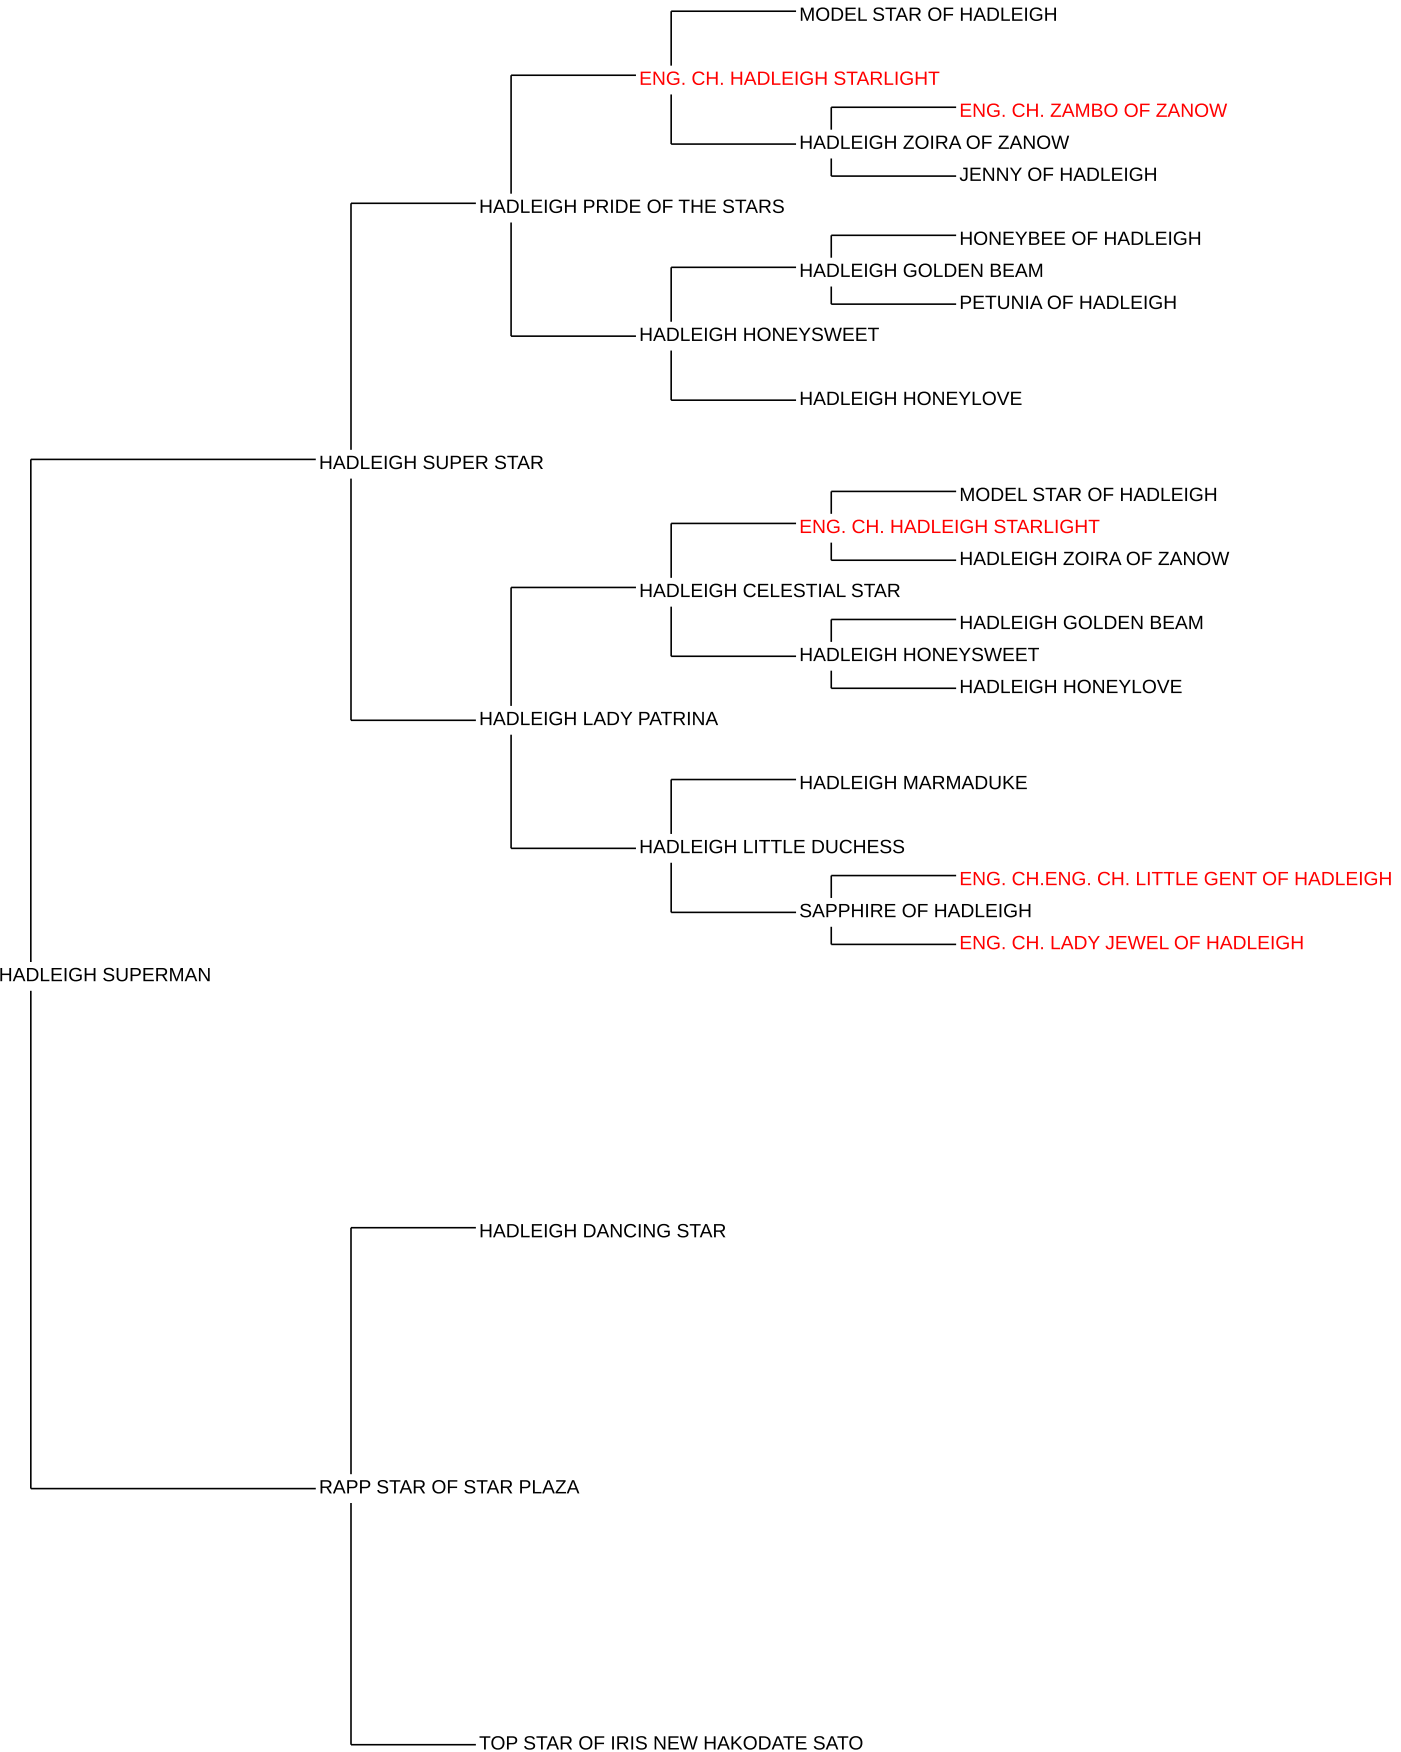 MODEL STAR OF HADLEIGH
ENG. CH. HADLEIGH STARLIGHT
ENG. CH. ZAMBO OF ZANOW
HADLEIGH ZOIRA OF ZANOW
JENNY OF HADLEIGH
HADLEIGH PRIDE OF THE STARS
HONEYBEE OF HADLEIGH
HADLEIGH GOLDEN BEAM
PETUNIA OF HADLEIGH
HADLEIGH HONEYSWEET
HADLEIGH HONEYLOVE
HADLEIGH SUPER STAR
MODEL STAR OF HADLEIGH
ENG. CH. HADLEIGH STARLIGHT
HADLEIGH ZOIRA OF ZANOW
HADLEIGH CELESTIAL STAR
HADLEIGH GOLDEN BEAM
HADLEIGH HONEYSWEET
HADLEIGH HONEYLOVE
HADLEIGH LADY PATRINA
HADLEIGH MARMADUKE
HADLEIGH LITTLE DUCHESS
ENG. CH.ENG. CH. LITTLE GENT OF HADLEIGH
SAPPHIRE OF HADLEIGH
ENG. CH. LADY JEWEL OF HADLEIGH
HADLEIGH SUPERMAN
HADLEIGH DANCING STAR
RAPP STAR OF STAR PLAZA
TOP STAR OF IRIS NEW HAKODATE SATO